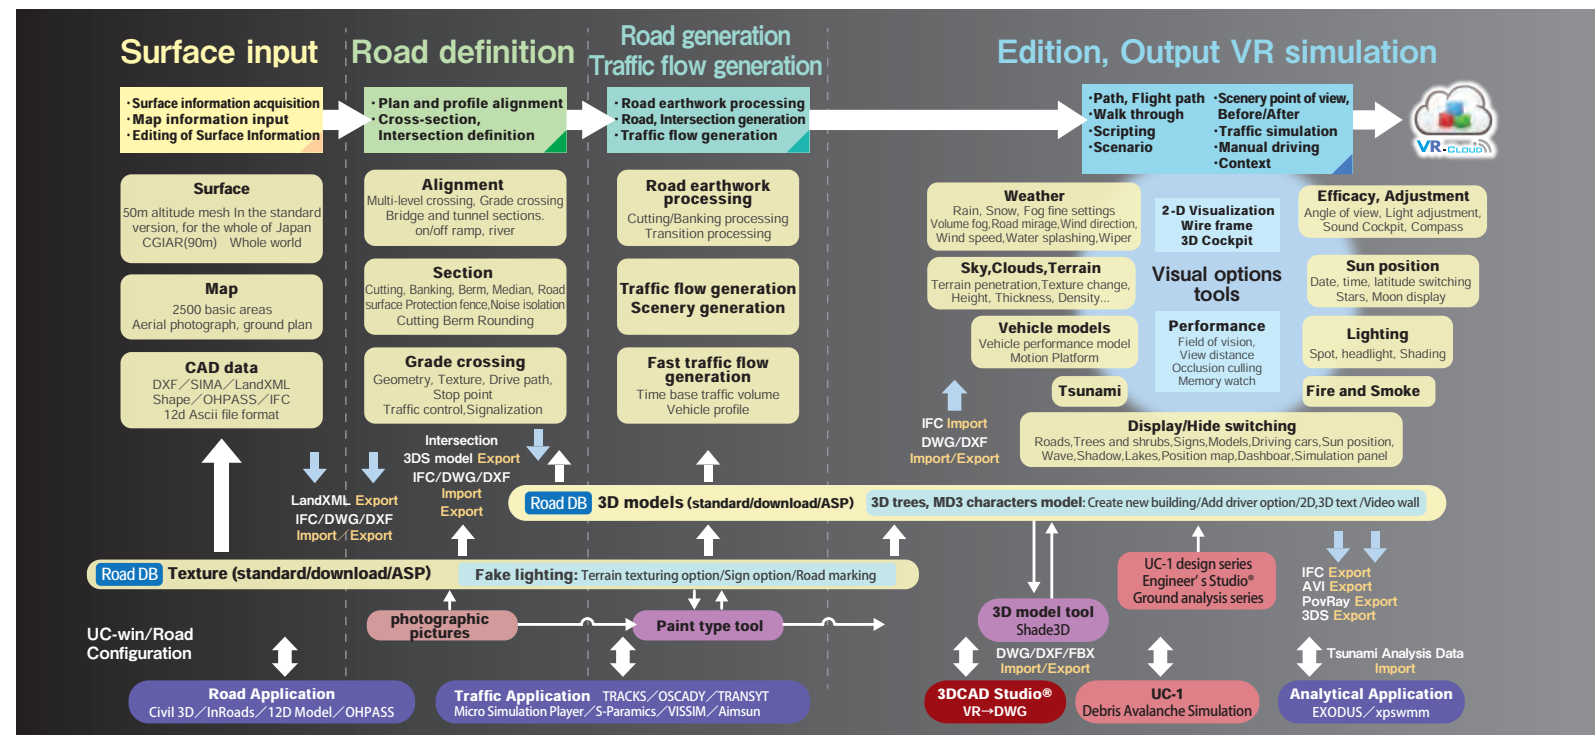 Surface input
・Surface information acquisition
・Map information input
・Editing of Surface Information
Surface
50m altitude mesh In the standard
version, for the whole of Japan
CGIAR(90m) Whole world
Map
2500 basic areas
Aerial photograph, ground plan
CAD data
DXF／SIMA／LandXML
Shape／OHPASS／IFC
12d Ascii file format
Road definition
・Plan and profile alignment
・Cross-section,
Intersection definition
Alignment
Multi-level crossing, Grade crossing
Bridge and tunnel sections.
on/off ramp, river
Section
Cutting, Banking, Berm, Median, Road
surface Protection fence,Noise isolation
Cutting Berm Rounding
Grade crossing
Geometry, Texture, Drive path,
Stop point
Traffic control,Signalization
Road generation
Traffic flow generation
・Road earthwork processing
・Road, Intersection generation
・Traffic flow generation
Road earthwork
processing
Cutting/Banking processing
Transition processing
Traffic flow generation
Scenery generation
Fast traffic flow
generation
Time base traffic volume
Vehicle profile
Edition, Output VR simulation
・Path, Flight path
・Walk through
・Scripting
・Scenario
・Scenery point of view,
Before/After
・Traffic simulation
・Manual driving
・Context
VR-CLOUD
Weather
Rain, Snow, Fog fine settings
Volume fog,Road mirage,Wind direction,
Wind speed,Water splashing,Wiper
Sky,Clouds,Terrain
Terrain penetration,Texture change,
Height, Thickness, Density...
Vehicle models
Vehicle performance model
Motion Platform
Tsunami
2-D Visualization
Wire frame
3D Cockpit
Visual options
tools
Performance
Field of vision,
View distance
Occlusion culling
Memory watch
Efficacy, Adjustment
Angle of view, Light adjustment,
Sound Cockpit, Compass
Sun position
Date, time, latitude switching
Stars, Moon display
Lighting
Spot, headlight, Shading
Fire and Smoke
Display/Hide switching
Roads,Trees and shrubs,Signs,Models,Driving cars,Sun position,
Wave,Shadow,Lakes,Position map,Dashboar,Simulation panel
IFC Import
DWG/DXF
Import/Export
LandXML Export
IFC/DWG/DXF
Import／Export
Intersection
3DS model Export
IFC/DWG/DXF
Import
Export
Road DB 3D models (standard/download/ASP) 3D trees, MD3 characters model: Create new building/Add driver option/2D,3D text /Video wall
Road DB Texture (standard/download/ASP) Fake lighting: Terrain texturing option/Sign option/Road marking
photographic
pictures
Paint type tool
3D model tool
Shade3D
DWG/DXF/FBX
Import/Export
UC-1 design series
Engineer's Studio®
Ground analysis series
IFC Export
AVI Export
PovRay Export
3DS Export
Tsunami Analysis Data
Import
UC-win/Road
Configuration
Road Application
Civil 3D／InRoads／12D Model／OHPASS
Traffic Application TRACKS／OSCADY／TRANSYT
Micro Simulation Player／S-Paramics／VISSIM／Aimsun
3DCAD Studio®
VR→DWG
UC-1
Debris Avalanche Simulation
Analytical Application
EXODUS／xpswmm